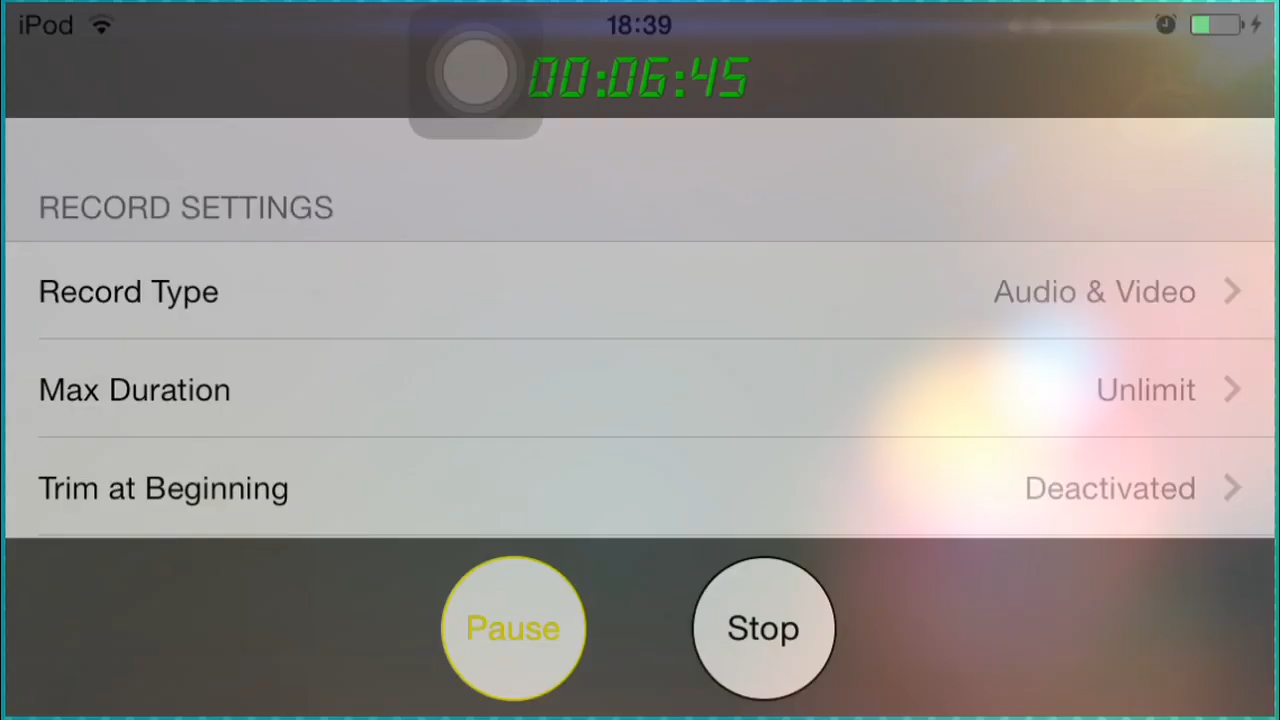 iPod 18:39
00:06:45
RECORD SETTINGS
Record Type Audio & Video
Max Duration Unlimit
Trim at Beginning Deactivated
Pause Stop